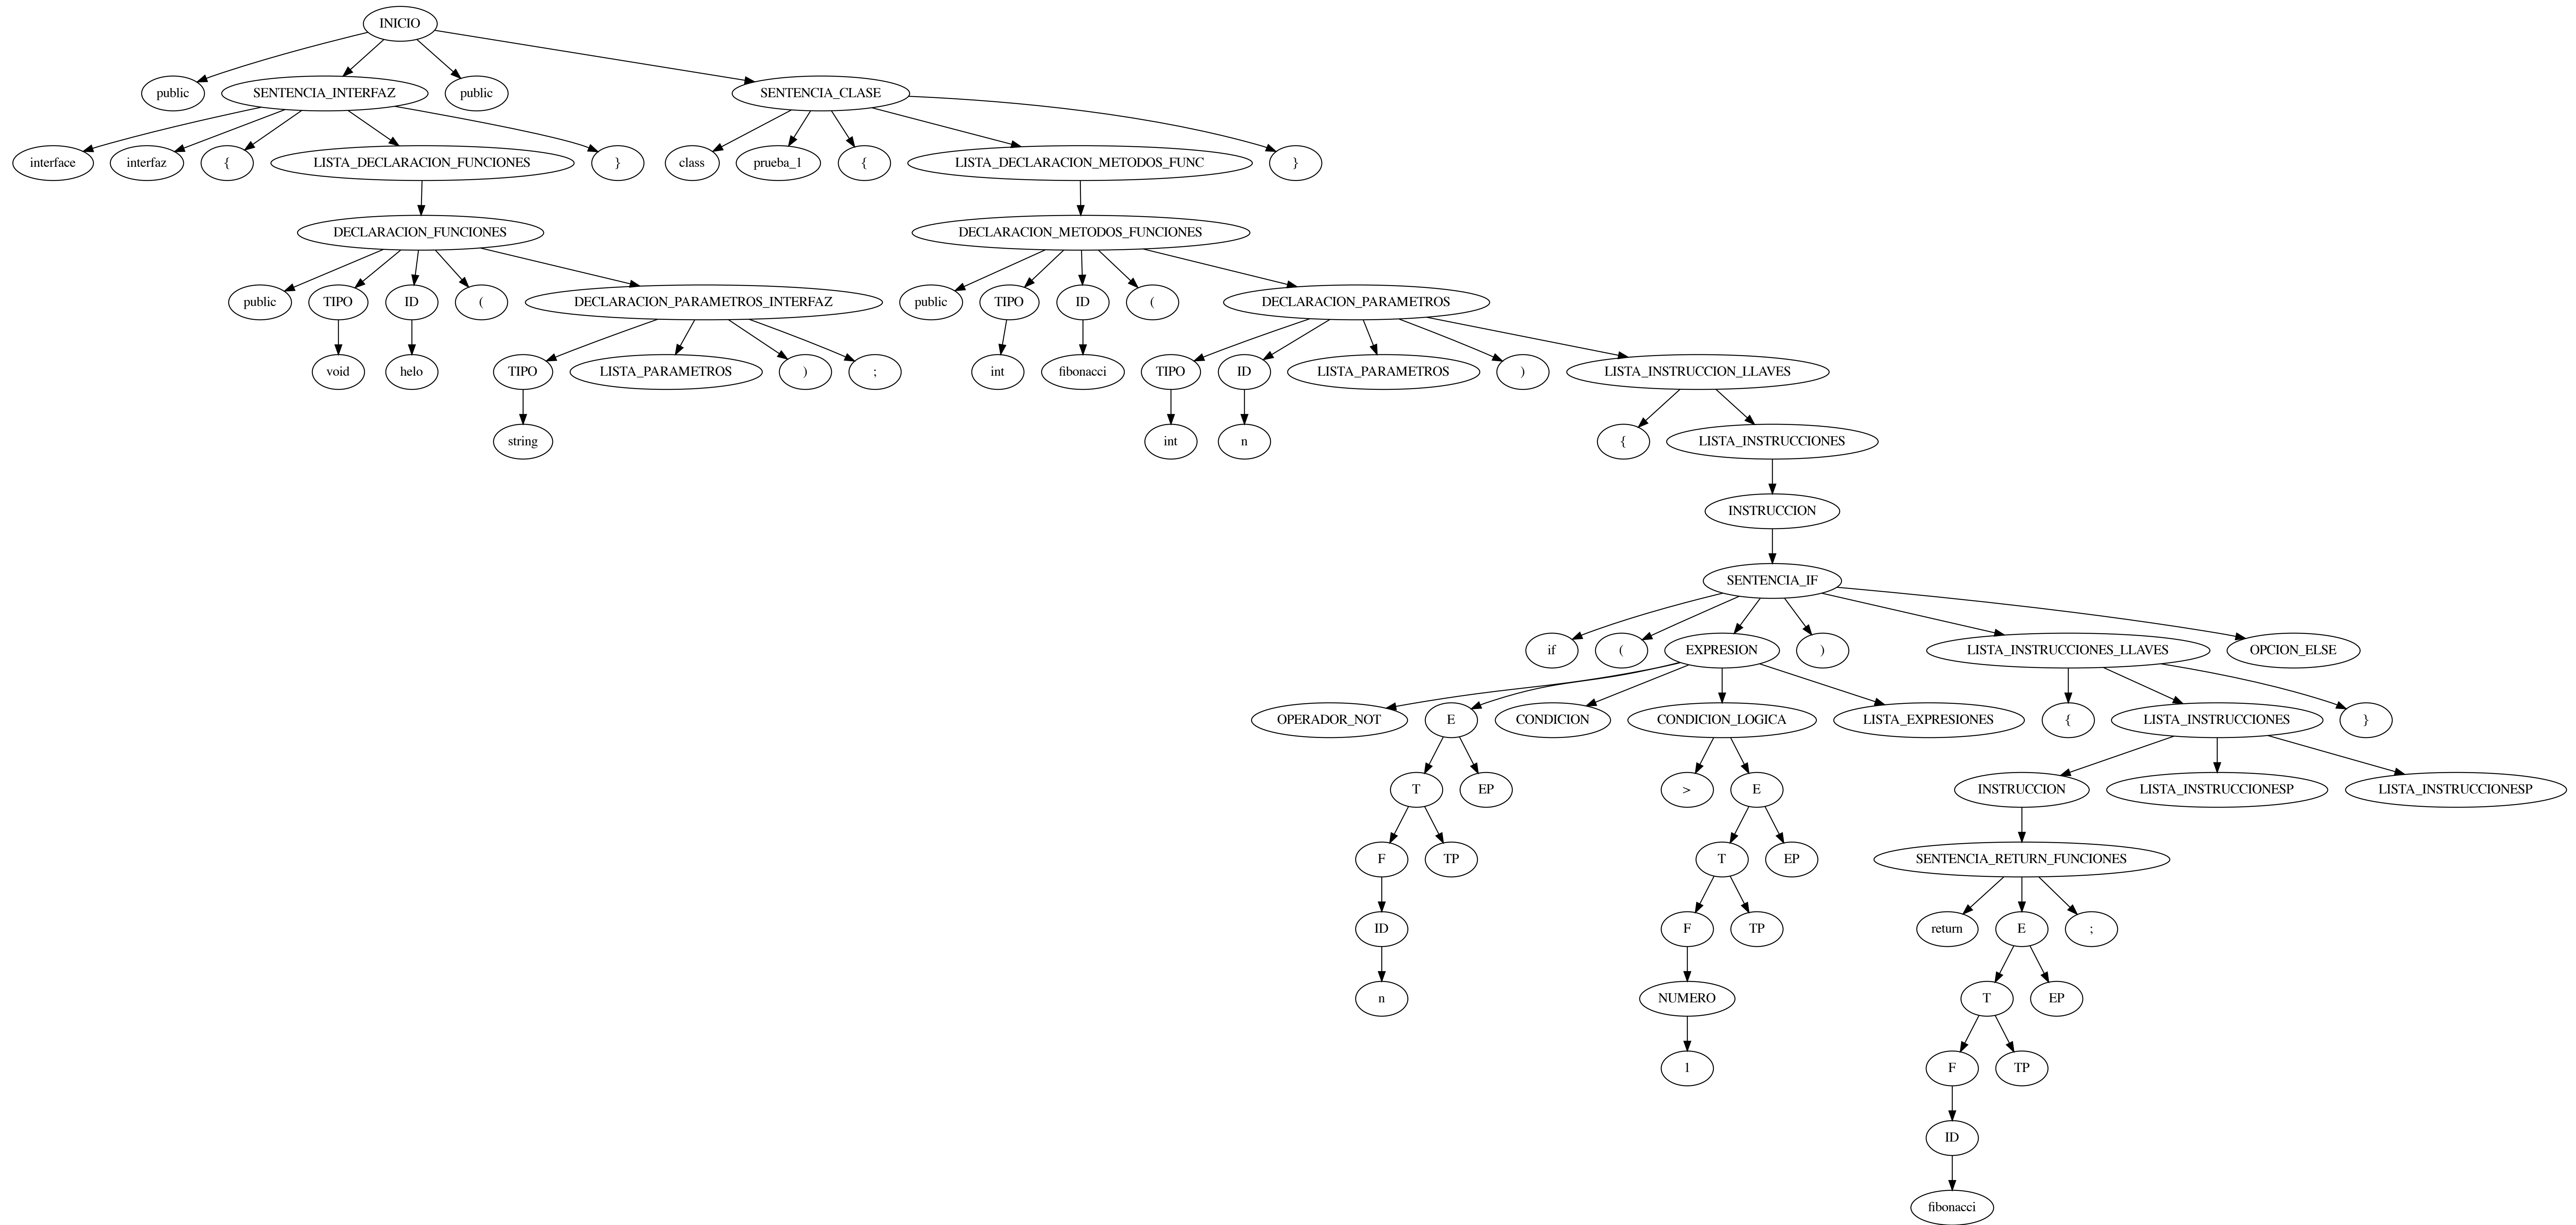 INICIO
public SENTENCIA_INTERFAZ public SENTENCIA_CLASE
interface interfaz { LISTA_DECLARACION_FUNCIONES } class prueba_1 { LISTA_DECLARACION_METODOS_FUNC }
DECLARACION_FUNCIONES DECLARACION_METODOS_FUNCIONES
public TIPO ID ( DECLARACION_PARAMETROS_INTERFAZ public TIPO ID ( DECLARACION_PARAMETROS
void helo TIPO LISTA_PARAMETROS ) ; int fibonacci TIPO ID LISTA_PARAMETROS ) LISTA_INSTRUCCION_LLAVES
string int n { LISTA_INSTRUCCIONES
INSTRUCCION
SENTENCIA_IF
if ( EXPRESION ) LISTA_INSTRUCCIONES_LLAVES OPCION_ELSE
OPERADOR_NOT E CONDICION CONDICION_LOGICA LISTA_EXPRESIONES { LISTA_INSTRUCCIONES }
T EP > E INSTRUCCION LISTA_INSTRUCCIONESP LISTA_INSTRUCCIONESP
F TP T EP SENTENCIA_RETURN_FUNCIONES
ID F TP return E ;
n NUMERO T EP
1 F TP
ID
fibonacci